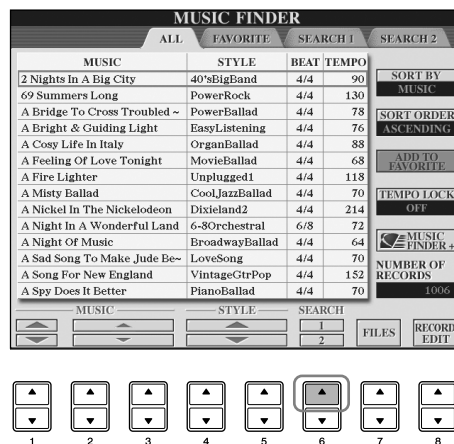 MUSIC FINDER
ALL FAVORITE SEARCH 1 SEARCH 2
MUSIC STYLE BEAT TEMPO
2 Nights In A Big City 40'sBigBand 4/4 90
69 Summers Long PowerRock 4/4 130
A Bridge To Cross Troubled ~ PowerBallad 4/4 78
A Bright & Guiding Light EasyListening 4/4 76
A Cosy Life In Italy OrganBallad 4/4 88
A Feeling Of Love Tonight MovieBallad 4/4 68
A Fire Lighter Unplugged1 4/4 118
A Misty Ballad CoolJazzBallad 4/4 70
A Nickel In The Nickelodeon Dixieland2 4/4 214
A Night In A Wonderful Land 6-8Orchestral 6/8 72
A Night Of Music BroadwayBallad 4/4 64
A Sad Song To Make Jude Be~ LoveSong 4/4 70
A Song For New England VintageGtrPop 4/4 152
A Spy Does It Better PianoBallad 4/4 70
SORT BY
MUSIC
SORT ORDER
ASCENDING
ADD TO
FAVORITE
TEMPO LOCK
OFF
MUSIC
FINDER +
NUMBER OF
RECORDS
1006
MUSIC STYLE SEARCH
1
2
FILES
RECORD
EDIT
1 2 3 4 5 6 7 8